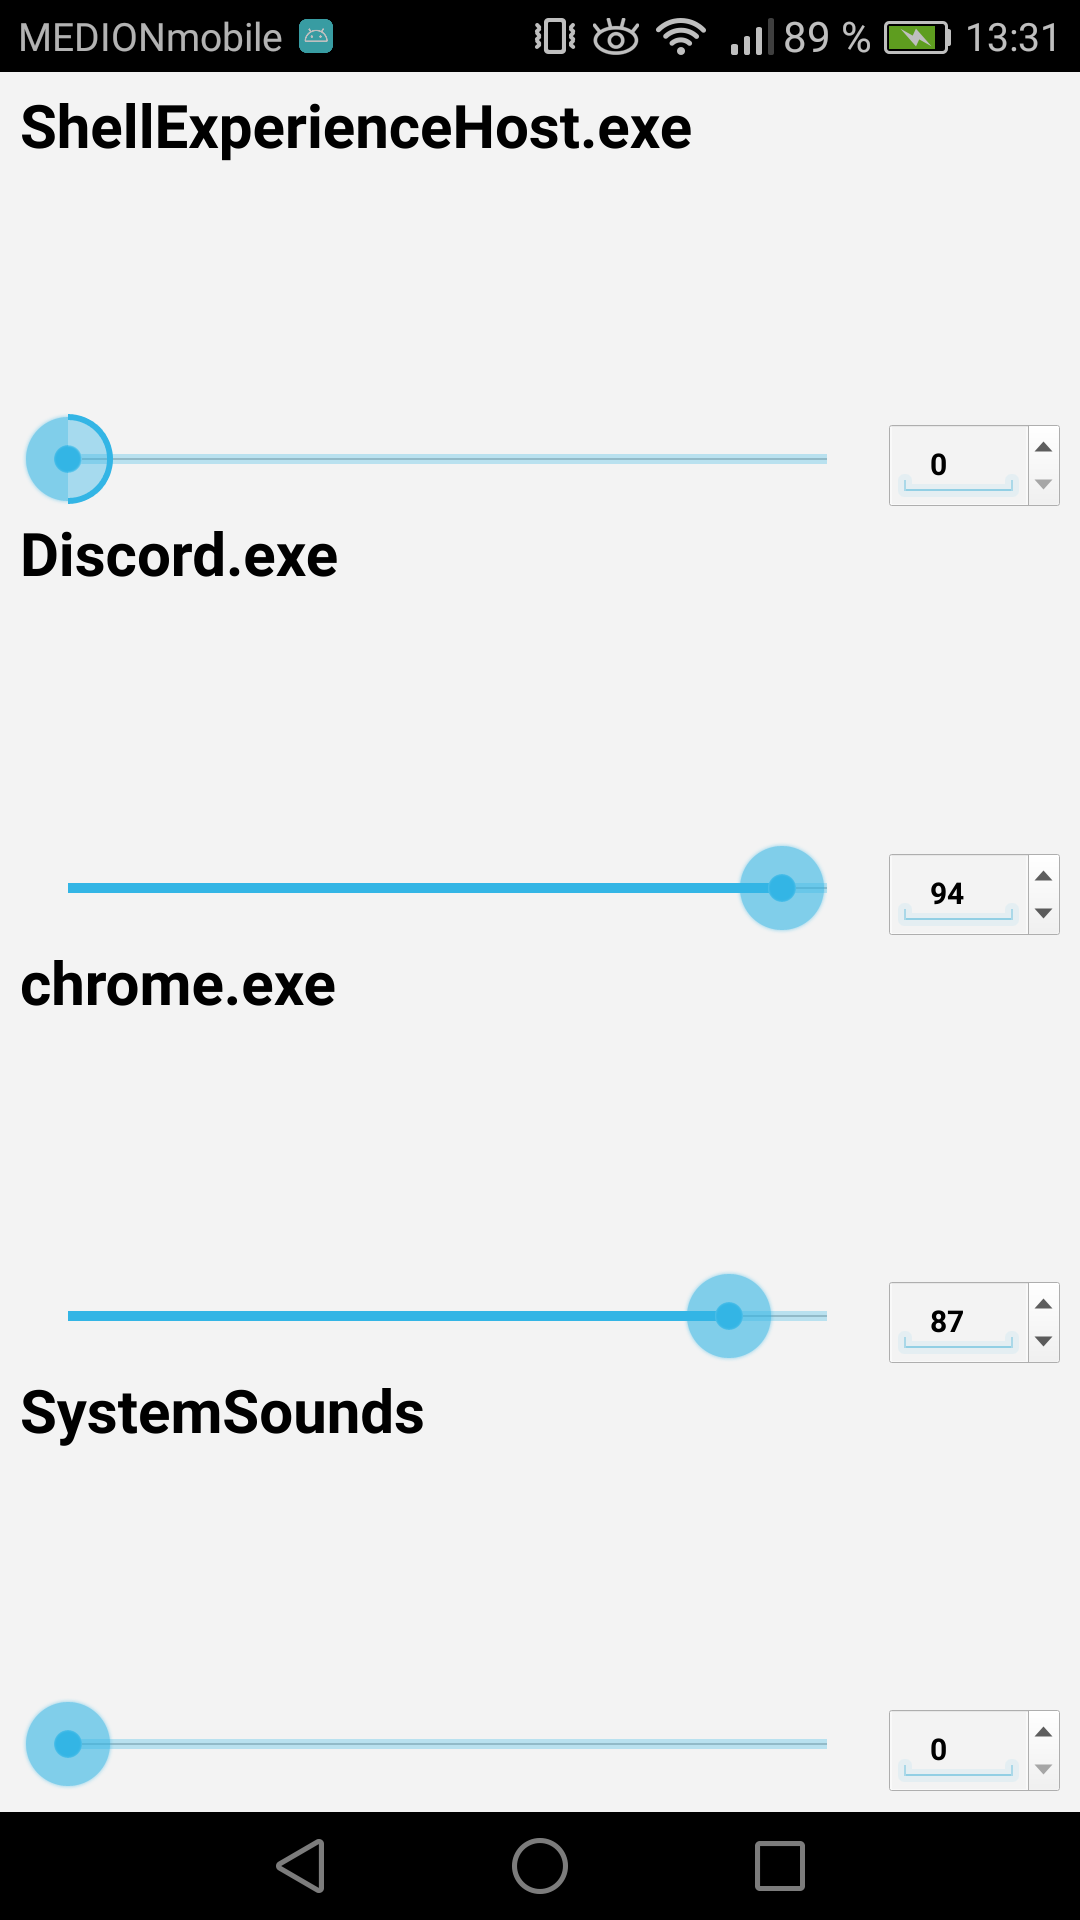 MEDIONmobile 89 % 13:31
ShellExperienceHost.exe
0
Discord.exe
94
chrome.exe
87
SystemSounds
0